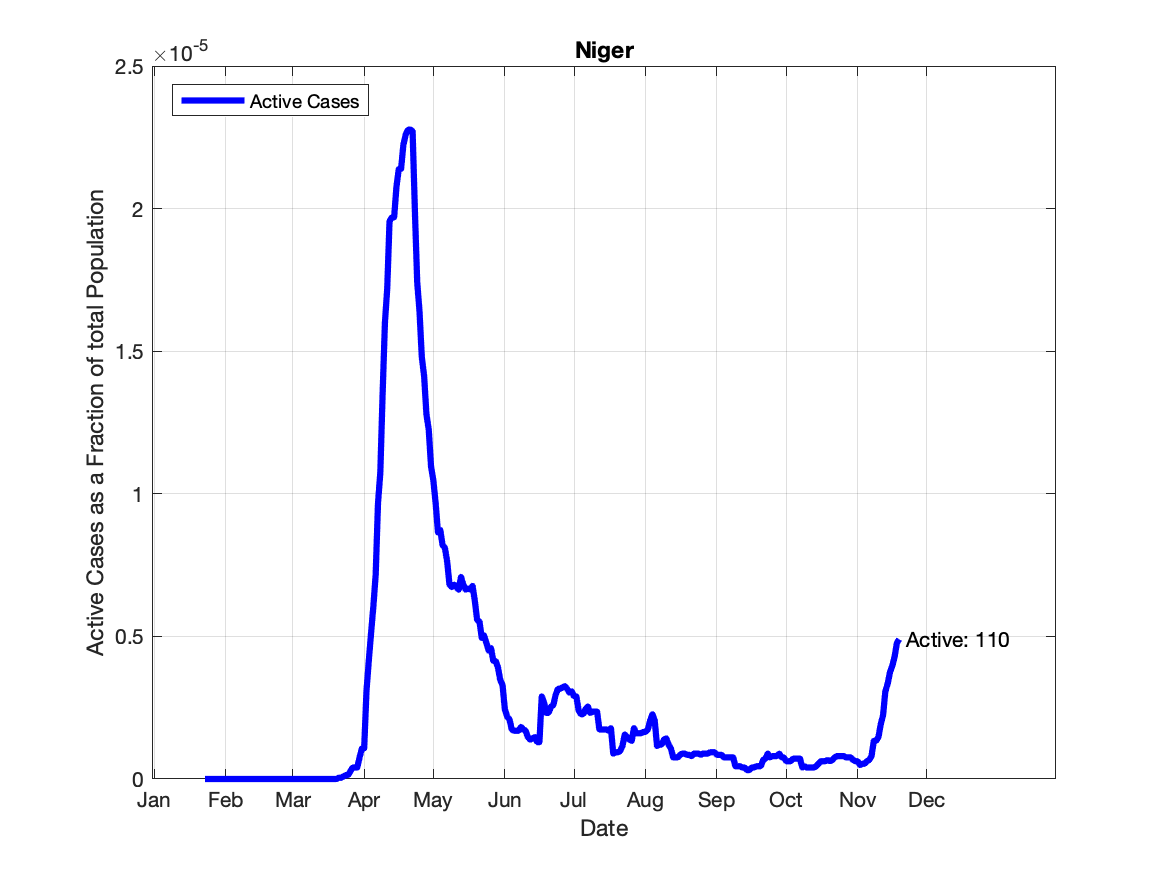 Niger
×10-5
2.5
2
1.5
1
0.5
0
Active Cases
Active Cases as a Fraction of total Population
Active: 110
Jan Feb Mar Apr May Jun Jul Aug Sep Oct Nov Dec
Date